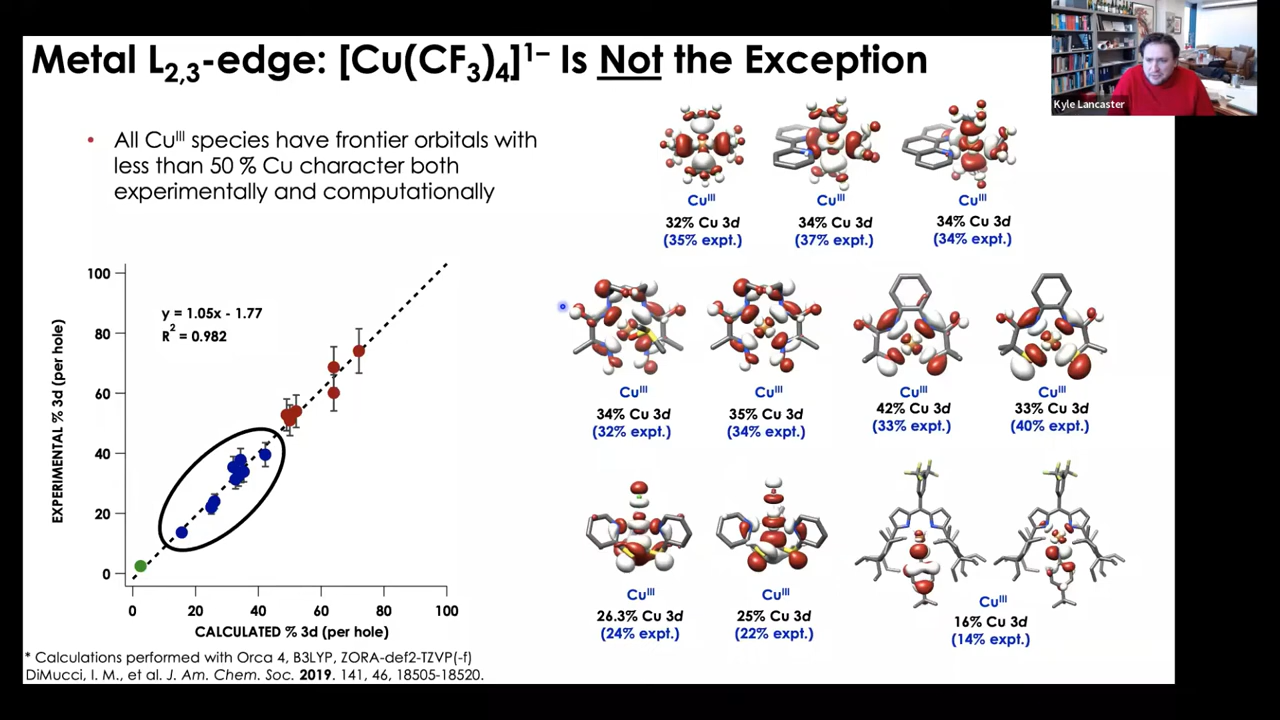 Metal L2,3-edge: [Cu(CF3)4]1– Is Not the Exception
Kyle Lancaster
• All CuIII species have frontier orbitals with
less than 50 % Cu character both
experimentally and computationally
CuIII
32% Cu 3d
(35% expt.)
CuIII
34% Cu 3d
(37% expt.)
CuIII
34% Cu 3d
(34% expt.)
100
80
60
40
20
0
EXPERIMENTAL % 3d (per hole)
y = 1.05x - 1.77
R2 = 0.982
0
20
40
60
80
100
CALCULATED % 3d (per hole)
CuIII
34% Cu 3d
(32% expt.)
CuIII
35% Cu 3d
(34% expt.)
CuIII
42% Cu 3d
(33% expt.)
CuIII
33% Cu 3d
(40% expt.)
CuIII
26.3% Cu 3d
(24% expt.)
CuIII
25% Cu 3d
(22% expt.)
CuIII
16% Cu 3d
(14% expt.)
* Calculations performed with Orca 4, B3LYP, ZORA-def2-TZVP(-f)
DiMucci, I. M., et al. J. Am. Chem. Soc. 2019. 141, 46, 18505-18520.